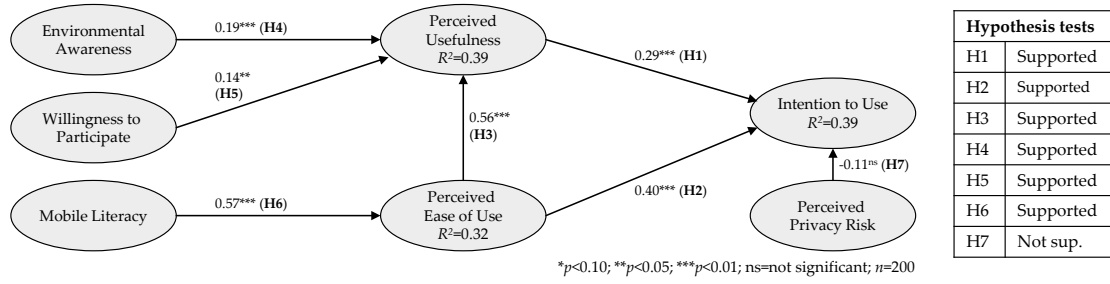 Environmental
Awareness
0.19*** (H4)
Perceived
Usefulness
R²=0.39
0.14**
(H5)
Willingness to
Participate
0.29*** (H1)
0.56***
(H3)
Intention to Use
R²=0.39
-0.11ns (H7)
Mobile Literacy
0.57*** (H6)
Perceived
Ease of Use
R²=0.32
0.40*** (H2)
Perceived
Privacy Risk
*p<0.10; **p<0.05; ***p<0.01; ns=not significant; n=200
Hypothesis tests
H1 Supported
H2 Supported
H3 Supported
H4 Supported
H5 Supported
H6 Supported
H7 Not sup.